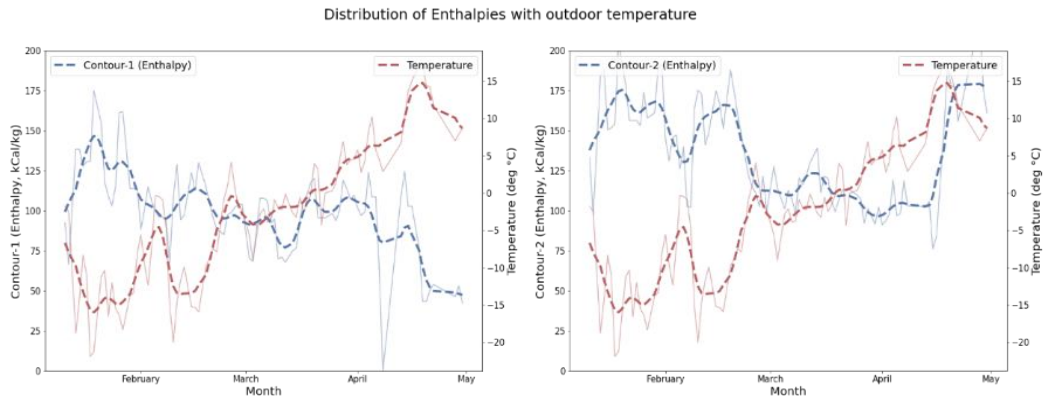 Distribution of Enthalpies with outdoor temperature
Contour-1 (Enthalpy)
Temperature
200
175
150
125
100
75
50
25
0
Contour-1 (Enthalpy, kCal/kg)
15
10
5
0
−5
−10
−15
−20
Temperature (deg °C)
February
March
April
May
Month
Contour-2 (Enthalpy)
Temperature
200
175
150
125
100
75
50
25
0
Contour-2 (Enthalpy, kCal/kg)
15
10
5
0
−5
−10
−15
−20
Temperature (deg °C)
February
March
April
May
Month